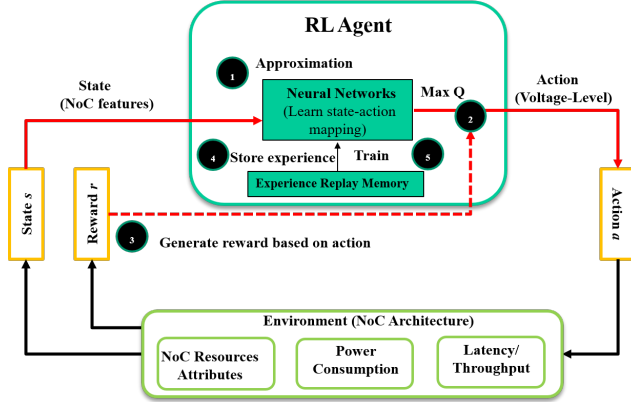 RL Agent
1
Approximation
State
(NoC features)
Neural Networks
(Learn state-action
mapping)
Max Q
2
Action
(Voltage-Level)
4
Store experience
Train
5
Experience Replay Memory
State s
Reward r
Action a
3
Generate reward based on action
Environment (NoC Architecture)
NoC Resources
Attributes
Power
Consumption
Latency/
Throughput